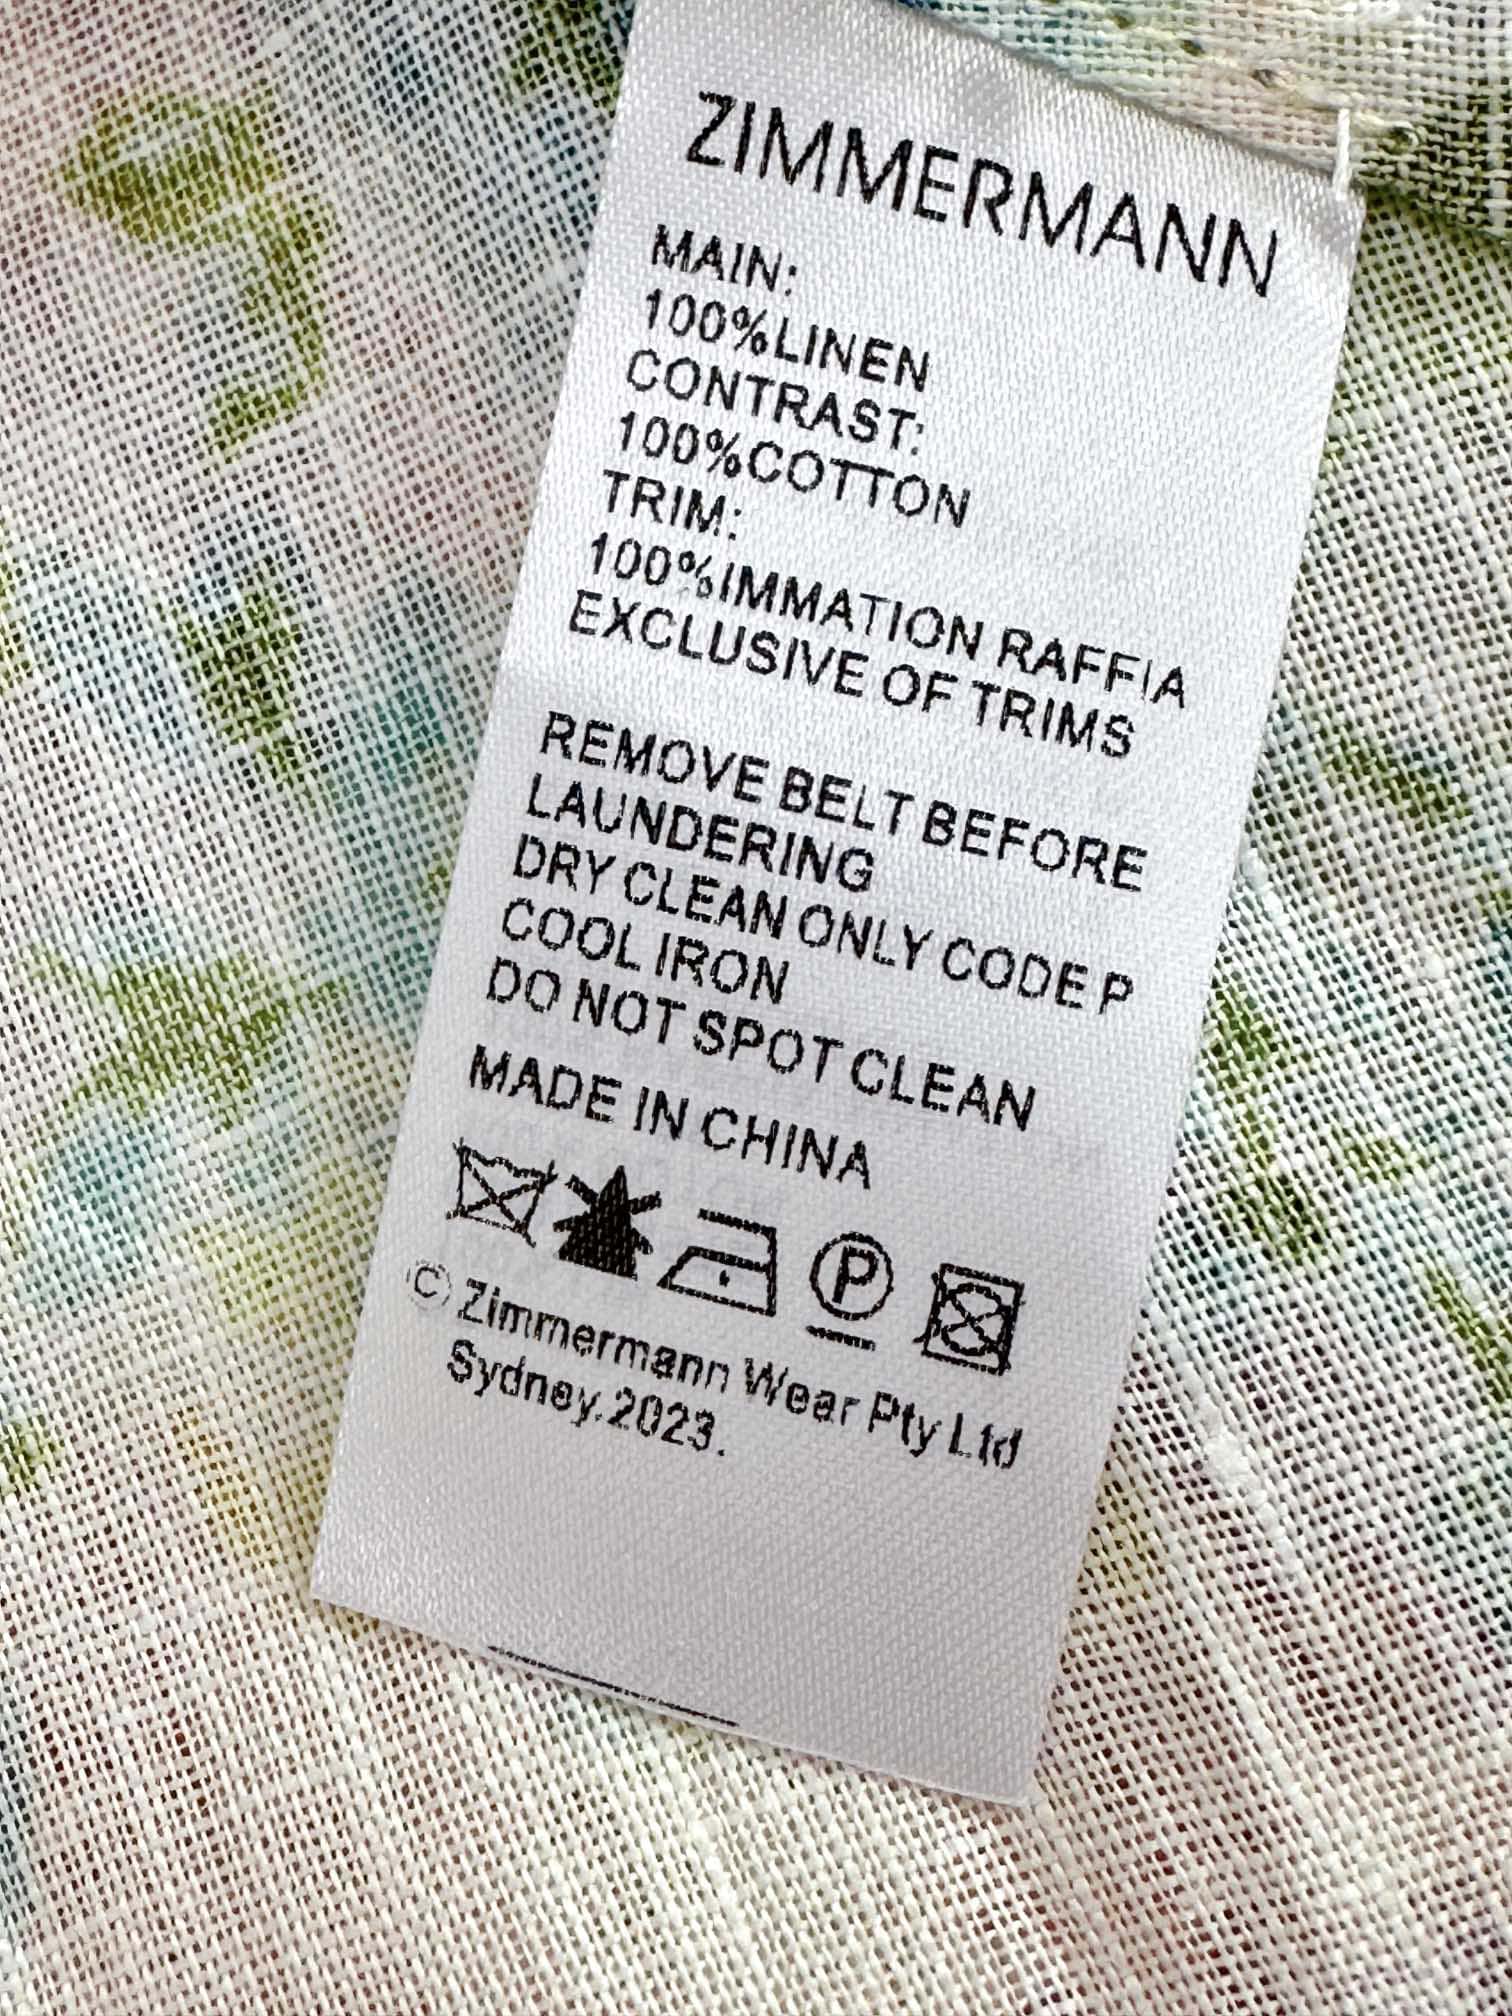 ZIMMERMANN
MAIN:
100%LINEN
CONTRAST:
100%COTTON
TRIM:
100%IMMATION RAFFIA
EXCLUSIVE OF TRIMS
REMOVE BELT BEFORE
LAUNDERING
DRY CLEAN ONLY CODE P
COOL IRON
DO NOT SPOT CLEAN
MADE IN CHINA
P
© Zimmermann Wear Pty Ltd
Sydney.2023.